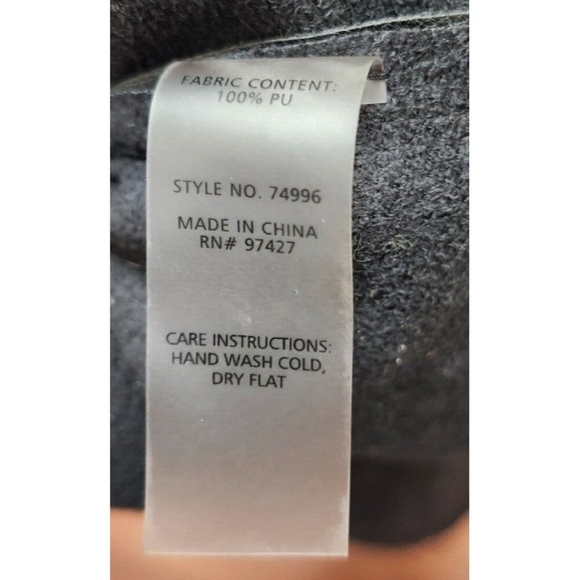 FABRIC CONTENT:
100% PU
STYLE NO. 74996
MADE IN CHINA
RN# 97427
CARE INSTRUCTIONS:
HAND WASH COLD,
DRY FLAT